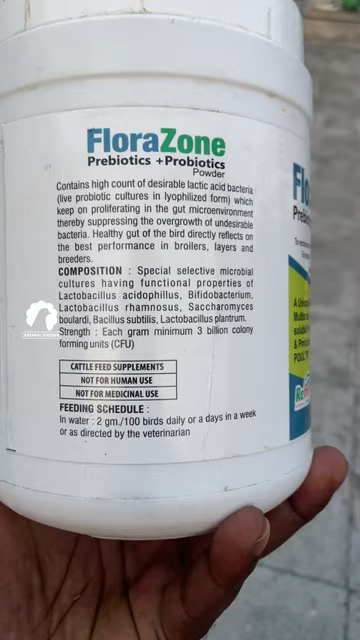 FloraZone
Prebiotics +Probiotics
Powder
Contains high count of desirable lactic acid bacteria
(live probiotic cultures in lyophilized form) which
keep on proliferating in the gut microenvironment
thereby suppressing the overgrowth of undesirable
bacteria. Healthy gut of the bird directly reflects on
the best performance in broilers, layers and
breeders.
COMPOSITION : Special selective microbial
cultures having functional properties of
Lactobacillus acidophillus, Bifidobacterium,
Lactobacillus rhamnosus, Saccharomyces
boulardi, Bacillus subtilis, Lactobacillus plantrum.
Strength : Each gram minimum 3 billion colony
forming units (CFU)
CATTLE FEED SUPPLEMENTS
NOT FOR HUMAN USE
NOT FOR MEDICINAL USE
FEEDING SCHEDULE :
In water : 2 gm./100 birds daily or a days in a week
or as directed by the veterinarian